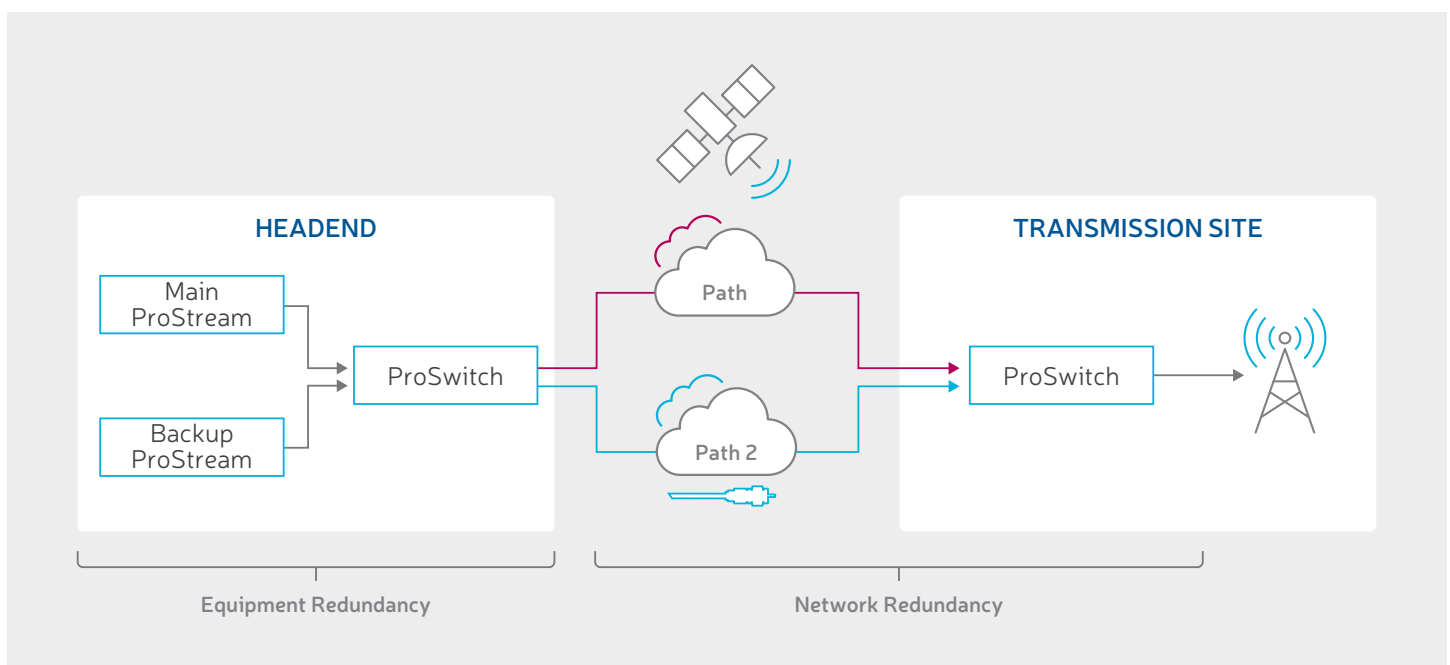 HEADEND
Main
ProStream
Backup
ProStream
ProSwitch
Path
Path 2
TRANSMISSION SITE
ProSwitch
Equipment Redundancy
Network Redundancy